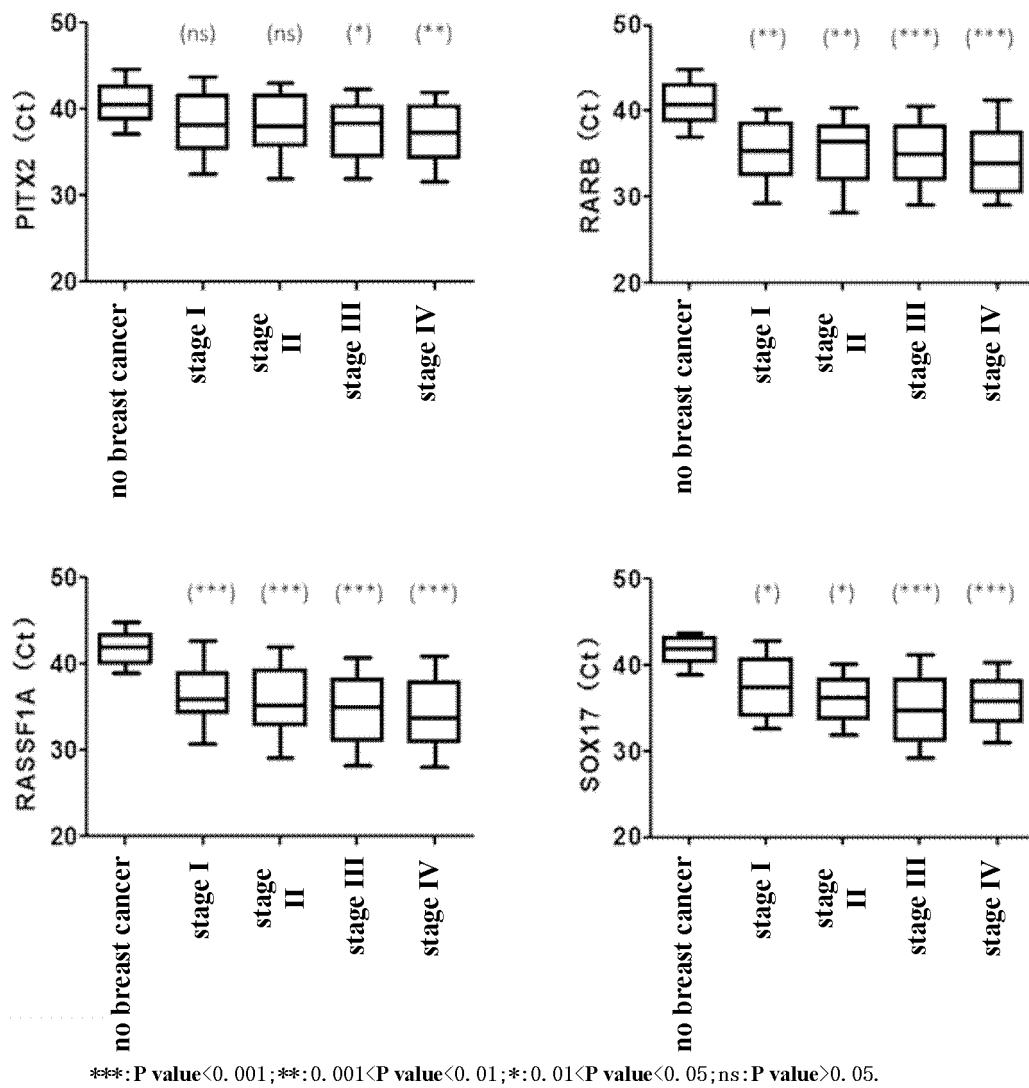 PITX2 (Ct)
50
40
30
20
(ns) (ns) (*) (**)
no breast cancer
stage I
stage
II
stage III
stage IV
RARB (Ct)
50
40
30
20
(**) (**) (***) (***)
no breast cancer
stage I
stage
II
stage III
stage IV
RASSF1A (Ct)
50
40
30
20
(***) (***) (***) (***)
no breast cancer
stage I
stage
II
stage III
stage IV
SOX17 (Ct)
50
40
30
20
(*) (*) (***) (***)
no breast cancer
stage I
stage
II
stage III
stage IV
***:P value<0.001;**:0.001<P value<0.01;*:0.01<P value<0.05;ns:P value>0.05.